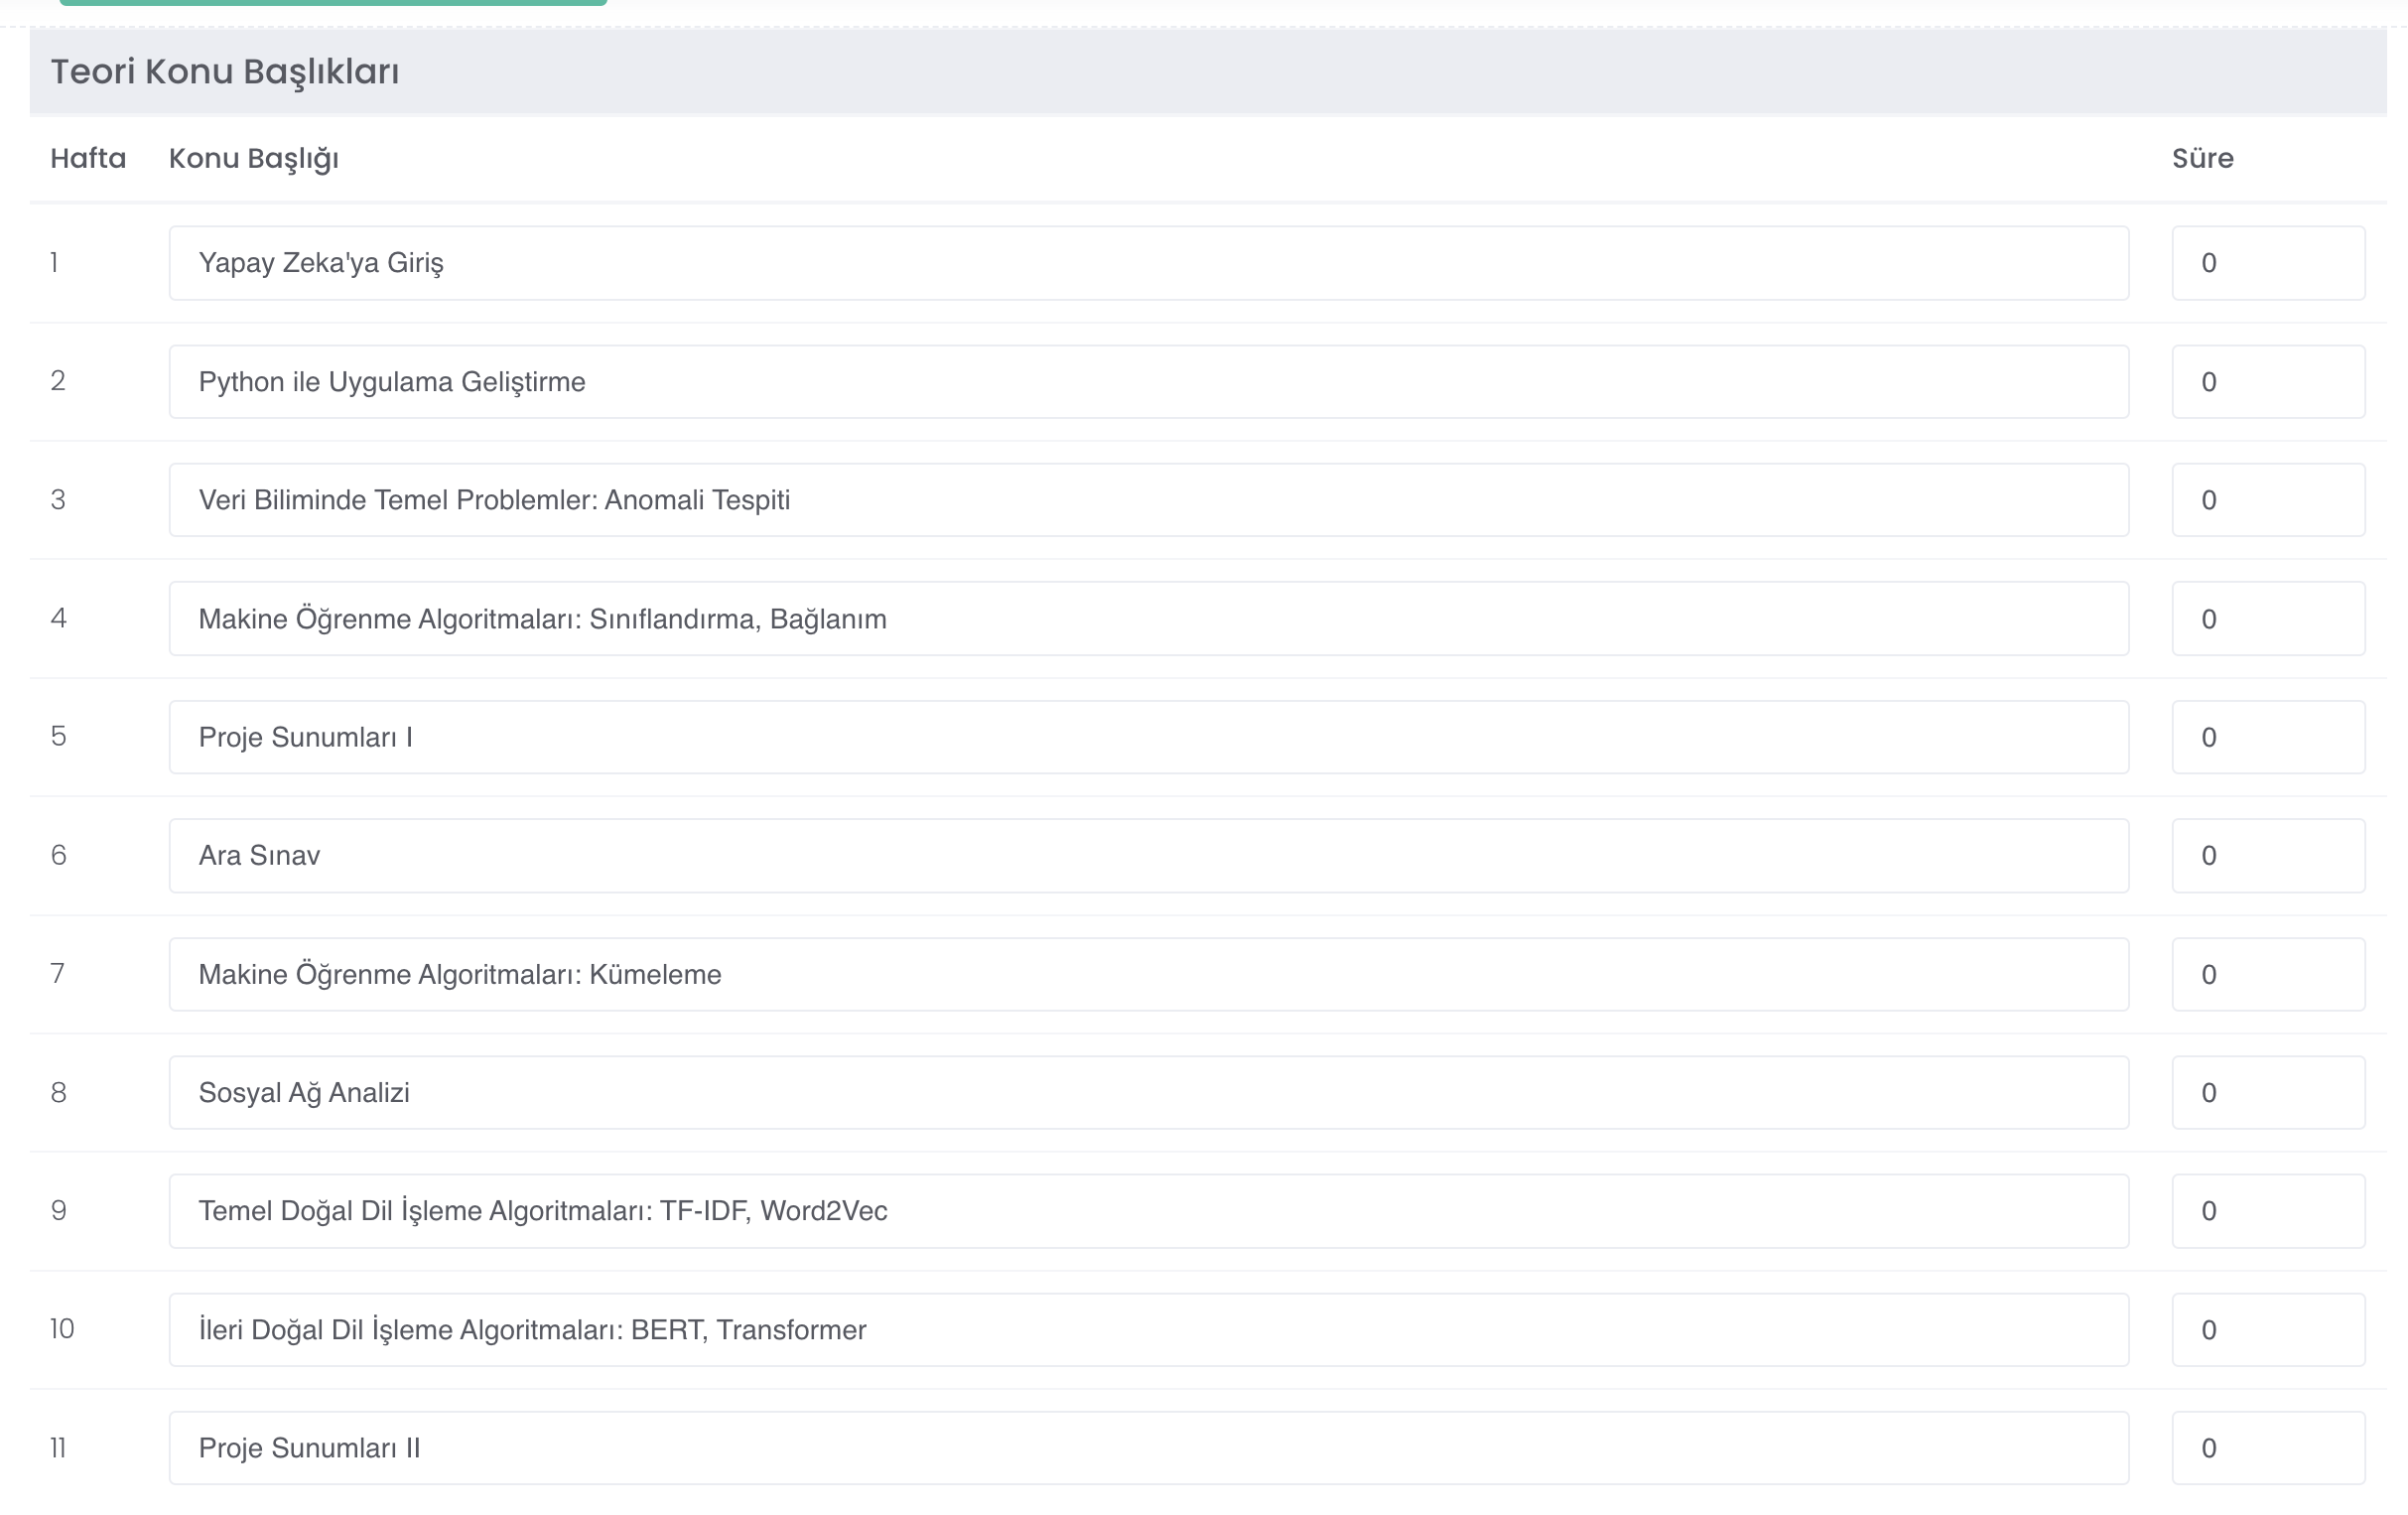 Teori Konu Başlıkları
Hafta Konu Başlığı Süre
1 Yapay Zeka'ya Giriş 0
2 Python ile Uygulama Geliştirme 0
3 Veri Biliminde Temel Problemler: Anomali Tespiti 0
4 Makine Öğrenme Algoritmaları: Sınıflandırma, Bağlanım 0
5 Proje Sunumları I 0
6 Ara Sınav 0
7 Makine Öğrenme Algoritmaları: Kümeleme 0
8 Sosyal Ağ Analizi 0
9 Temel Doğal Dil İşleme Algoritmaları: TF-IDF, Word2Vec 0
10 İleri Doğal Dil İşleme Algoritmaları: BERT, Transformer 0
11 Proje Sunumları II 0